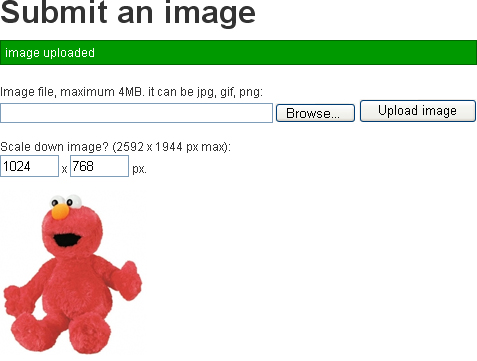 Submit an image
image uploaded
Image file, maximum 4MB. it can be jpg, gif, png:
Browse... Upload image
Scale down image? (2592 x 1944 px max):
1024 x 768 px.